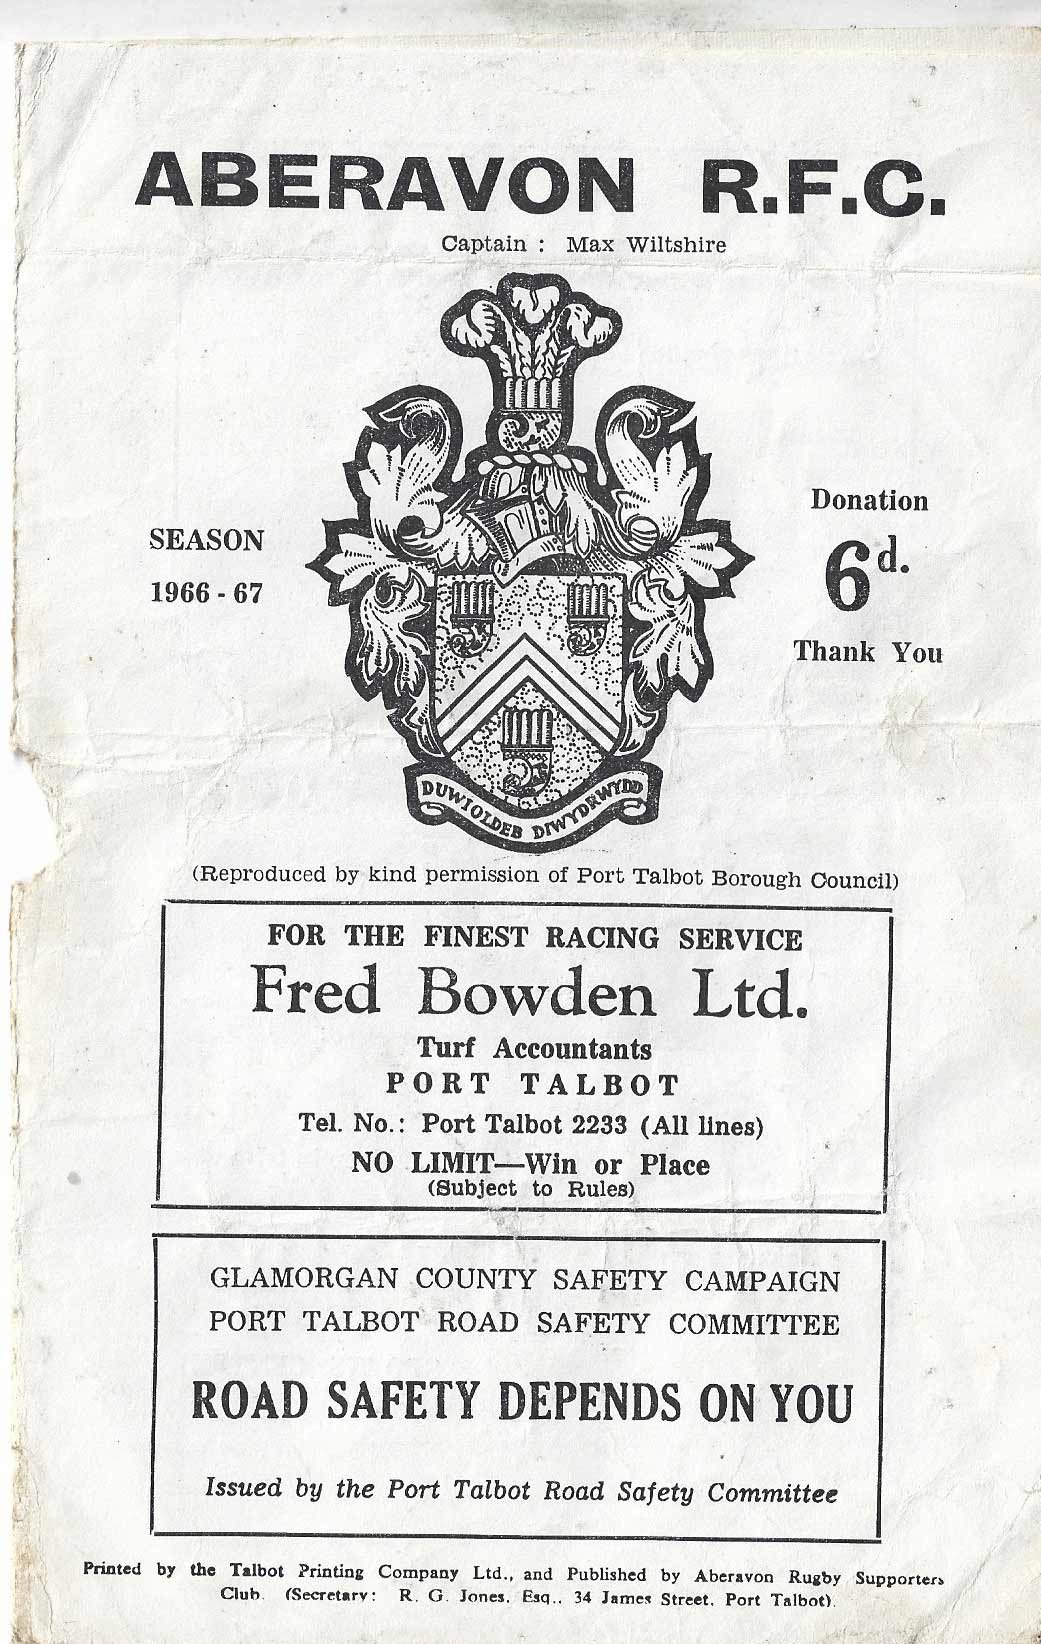 ABERAVON R.F.C.
Captain : Max Wiltshire
SEASON
1966 - 67
Donation
6d.
Thank You
DUWIOLDEB DIWYDRWYDD
(Reproduced by kind permission of Port Talbot Borough Council)
FOR THE FINEST RACING SERVICE
Fred Bowden Ltd.
Turf Accountants
PORT TALBOT
Tel. No.: Port Talbot 2233 (All lines)
NO LIMIT—Win or Place
(Subject to Rules)
GLAMORGAN COUNTY SAFETY CAMPAIGN
PORT TALBOT ROAD SAFETY COMMITTEE
ROAD SAFETY DEPENDS ON YOU
Issued by the Port Talbot Road Safety Committee
Printed by the Talbot Printing Company Ltd., and Published by Aberavon Rugby Supporters
Club. (Secretary: R. G. Jones, Esq., 34 James Street, Port Talbot).